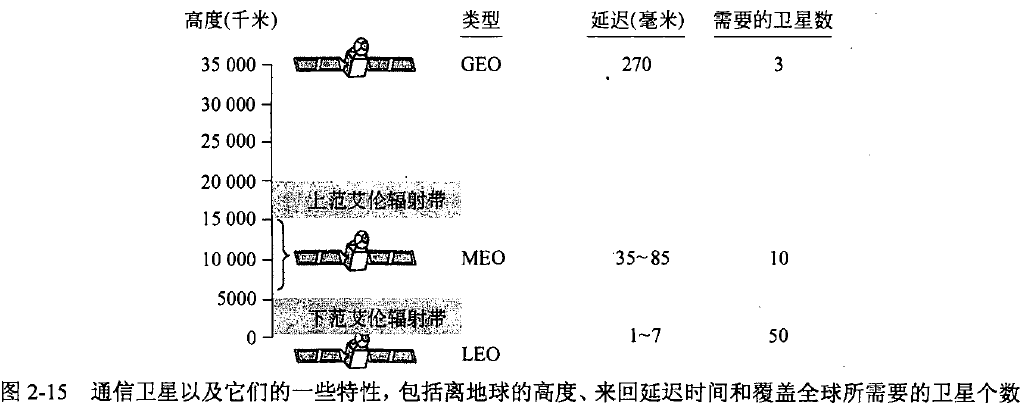 高度(千米) 类型 延迟(毫米) 需要的卫星数
35 000 GEO 270 3
30 000
25 000
20 000
上范艾伦辐射带
15 000
10 000 MEO 35~85 10
5000
下范艾伦辐射带
0 1~7 50
LEO
图 2-15 通信卫星以及它们的一些特性，包括离地球的高度、来回延迟时间和覆盖全球所需要的卫星个数